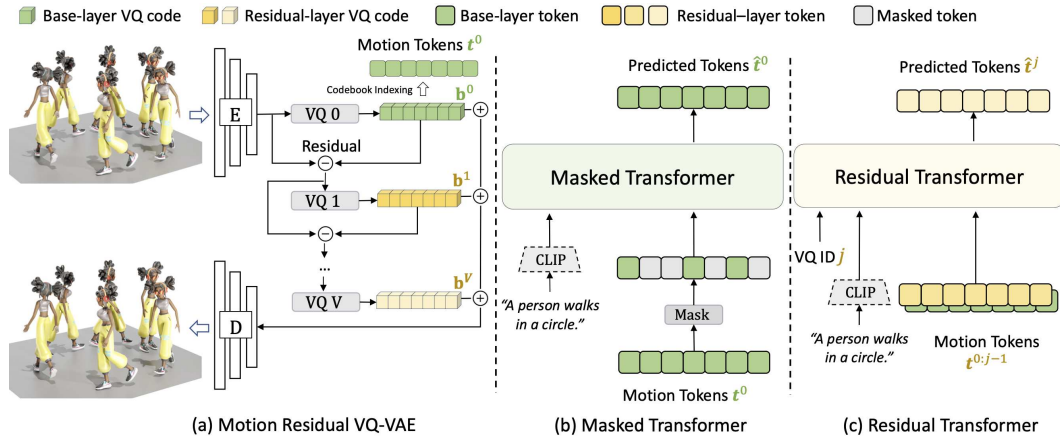 Base-layer VQ code
Residual-layer VQ code
Base-layer token
Residual–layer token
Masked token
Motion Tokens t⁰
Codebook Indexing
b⁰
E
VQ 0
Residual
b¹
VQ 1
...
bⱽ
VQ V
D
(a) Motion Residual VQ-VAE
Predicted Tokens t̂⁰
Masked Transformer
CLIP
“A person walks
in a circle.”
Mask
Motion Tokens t⁰
(b) Masked Transformer
Predicted Tokens t̂ʲ
Residual Transformer
VQ ID j
CLIP
“A person walks
in a circle.”
Motion Tokens
t⁰:ʲ⁻¹
(c) Residual Transformer